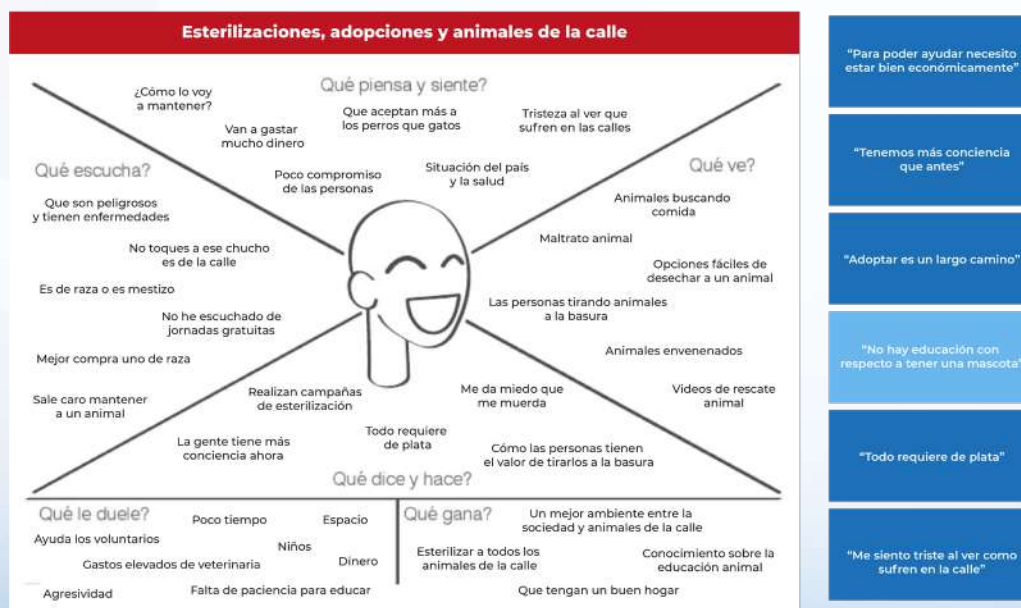 Esterilizaciones, adopciones y animales de la calle
Qué piensa y siente?
¿Cómo lo voy
a mantener?
Van a gastar
mucho dinero
Que aceptan más a
los perros que gatos
Tristeza al ver que
sufren en las calles
Poco compromiso
de las personas
Situación del país
y la salud
Qué escucha?
Que son peligrosos
y tienen enfermedades
No toques a ese chucho
es de la calle
Es de raza o es mestizo
No he escuchado de
jornadas gratuitas
Mejor compra uno de raza
Sale caro mantener
a un animal
Qué ve?
Animales buscando
comida
Maltrato animal
Opciones fáciles de
desechar a un animal
Las personas tirando animales
a la basura
Animales envenenados
Videos de rescate
animal
Realizan campañas
de esterilización
Me da miedo que
me muerda
La gente tiene más
conciencia ahora
Todo requiere
de plata
Cómo las personas tienen
el valor de tirarlos a la basura
Qué dice y hace?
Qué le duele?
Poco tiempo
Espacio
Ayuda los voluntarios
Niños
Gastos elevados de veterinaria
Dinero
Agresividad
Falta de paciencia para educar
Qué gana?
Un mejor ambiente entre la
sociedad y animales de la calle
Esterilizar a todos los
animales de la calle
Conocimiento sobre la
educación animal
Que tengan un buen hogar
"Para poder ayudar necesito
estar bien económicamente"
"Tenemos más conciencia
que antes"
"Adoptar es un largo camino"
"No hay educación con
respecto a tener una mascota"
"Todo requiere de plata"
"Me siento triste al ver como
sufren en la calle"